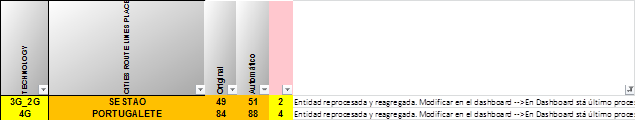 TECHNOLOGY
CITIES ROUTE LINES PLACE
Original
Automático
3G_2G SESTAO 49 51 2 Entidad reprocesada y reagregada. Modificar en el dashboard -->En Dashboard stá último proce
4G PORTUGALETE 84 88 4 Entidad reprocesada y reagregada. Modificar en el dashboard -->En Dashboard stá último proce